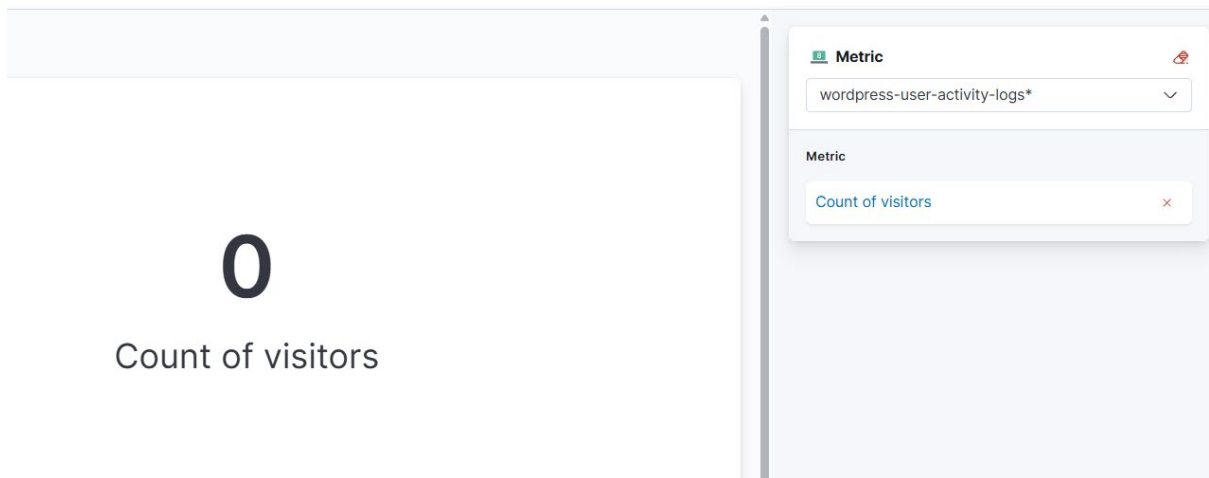 Metric
wordpress-user-activity-logs*
Metric
Count of visitors
0
Count of visitors